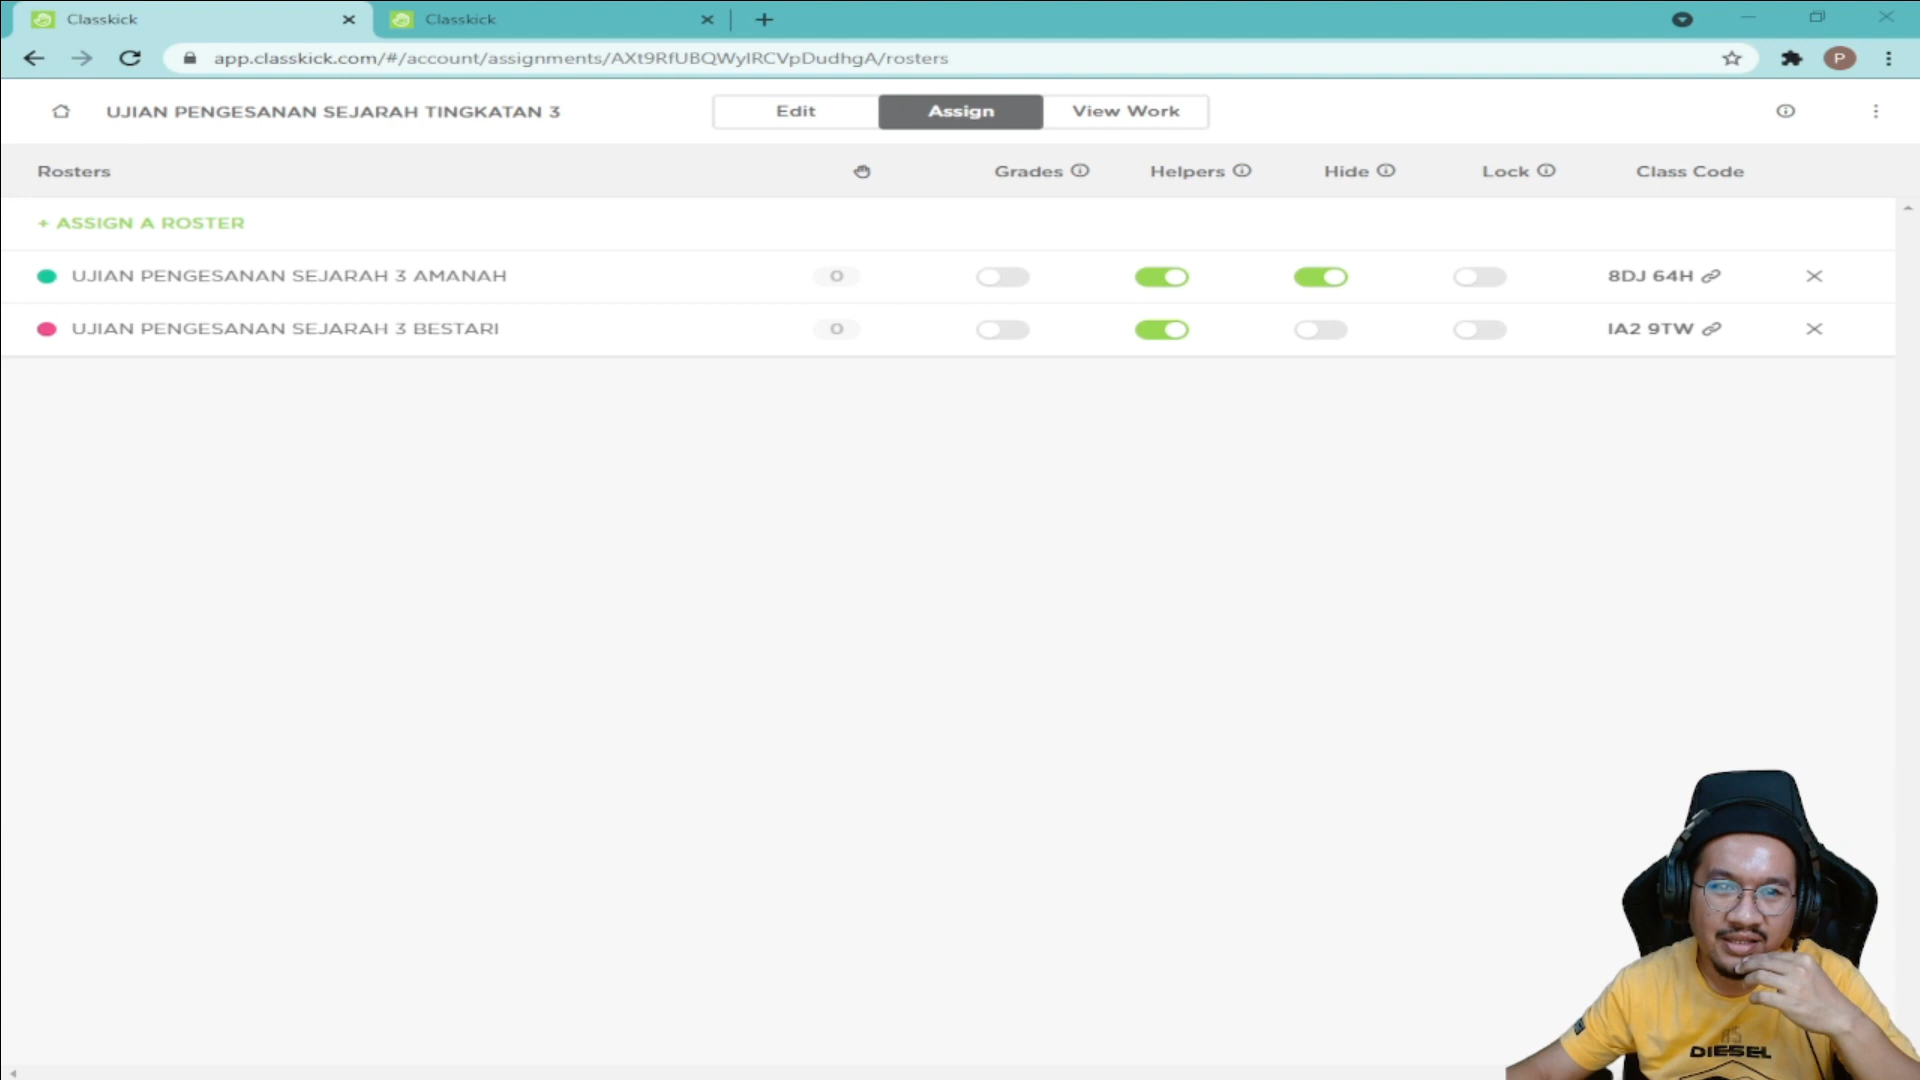 Classkick
Classkick
app.classkick.com/#/account/assignments/AXt9RfUBQWyIRCVpDudhgA/rosters
P
UJIAN PENGESANAN SEJARAH TINGKATAN 3
Edit
Assign
View Work
Rosters
Grades
Helpers
Hide
Lock
Class Code
+ ASSIGN A ROSTER
UJIAN PENGESANAN SEJARAH 3 AMANAH
0
8DJ 64H
UJIAN PENGESANAN SEJARAH 3 BESTARI
0
IA2 9TW
DIESEL